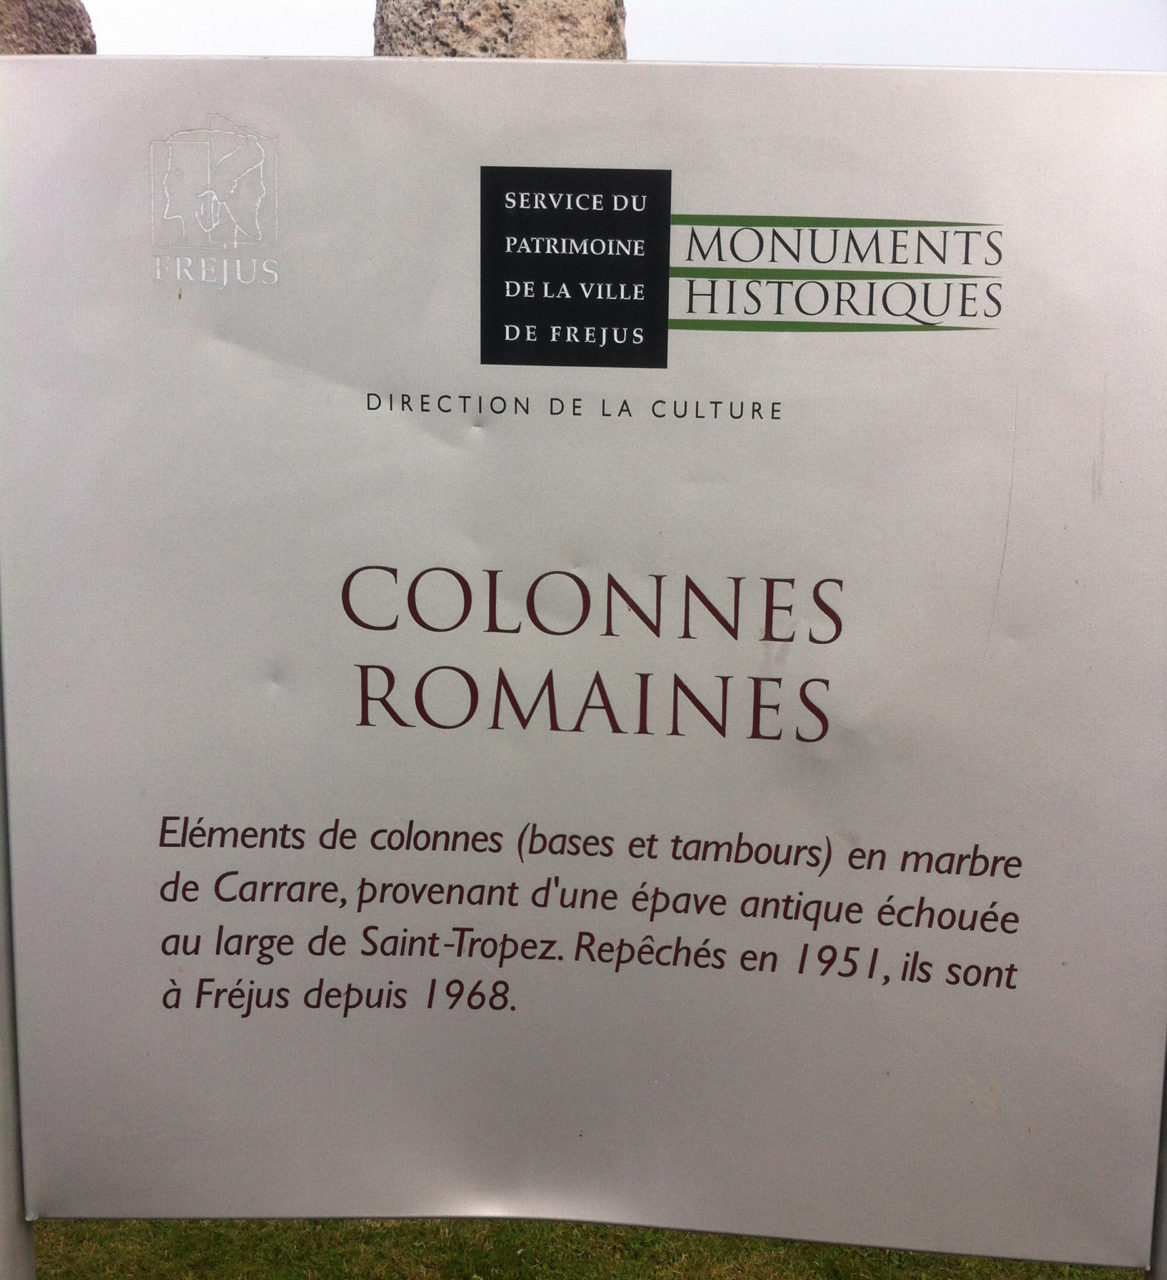 FREJUS
SERVICE DU
PATRIMOINE
DE LA VILLE
DE FREJUS
MONUMENTS
HISTORIQUES
DIRECTION DE LA CULTURE
COLONNES
ROMAINES
Eléments de colonnes (bases et tambours) en marbre
de Carrare, provenant d'une épave antique échouée
au large de Saint-Tropez. Repêchés en 1951, ils sont
à Fréjus depuis 1968.